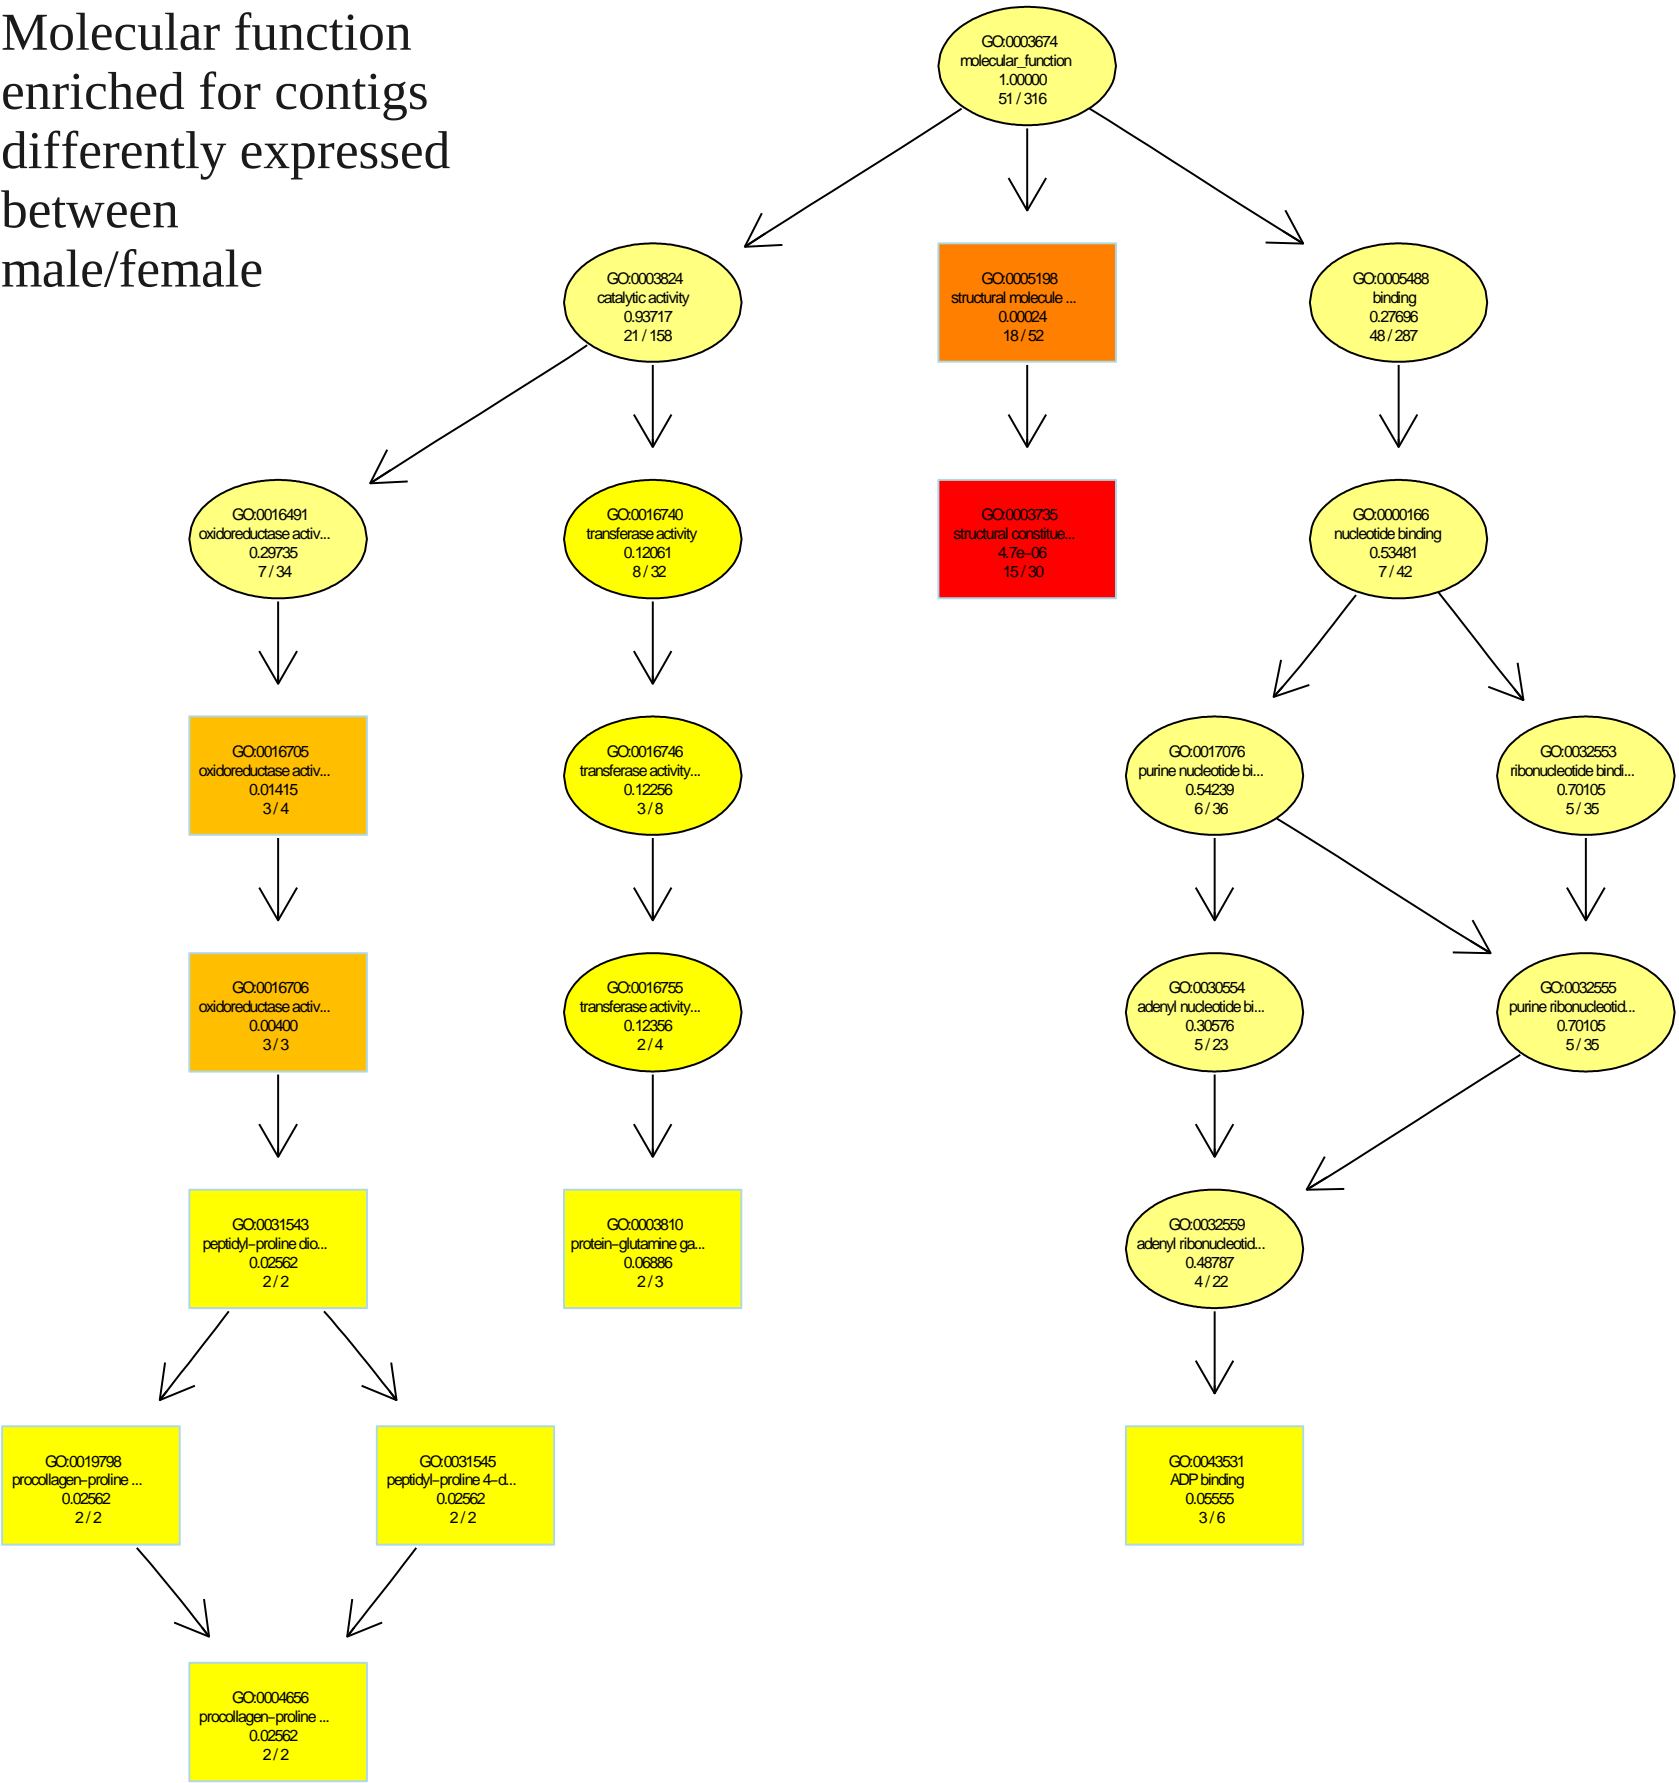 Molecular function
enriched for contigs
differently expressed
between
male/female
GO:0003674
molecular_function
1.00000
51 / 316
GO:0003824
catalytic activity
0.93717
21 / 158
GO:0005198
structural molecule ...
0.00024
18 / 52
GO:0005488
binding
0.27696
48 / 287
GO:0016491
oxidoreductase activ...
0.29735
7 / 34
GO:0016740
transferase activity
0.12061
8 / 32
GO:0003735
structural constitue...
4.7e−06
15 / 30
GO:0000166
nucleotide binding
0.53481
7 / 42
GO:0016705
oxidoreductase activ...
0.01415
3 / 4
GO:0016746
transferase activity...
0.12256
3 / 8
GO:0017076
purine nucleotide bi...
0.54239
6 / 36
GO:0032553
ribonucleotide bindi...
0.70105
5 / 35
GO:0016706
oxidoreductase activ...
0.00400
3 / 3
GO:0016755
transferase activity...
0.12356
2 / 4
GO:0030554
adenyl nucleotide bi...
0.30576
5 / 23
GO:0032555
purine ribonucleotid...
0.70105
5 / 35
GO:0031543
peptidyl−proline dio...
0.02562
2 / 2
GO:0003810
protein−glutamine ga...
0.06886
2 / 3
GO:0032559
adenyl ribonucleotid...
0.48787
4 / 22
GO:0019798
procollagen−proline ...
0.02562
2 / 2
GO:0031545
peptidyl−proline 4−d...
0.02562
2 / 2
GO:0043531
ADP binding
0.05555
3 / 6
GO:0004656
procollagen−proline ...
0.02562
2 / 2